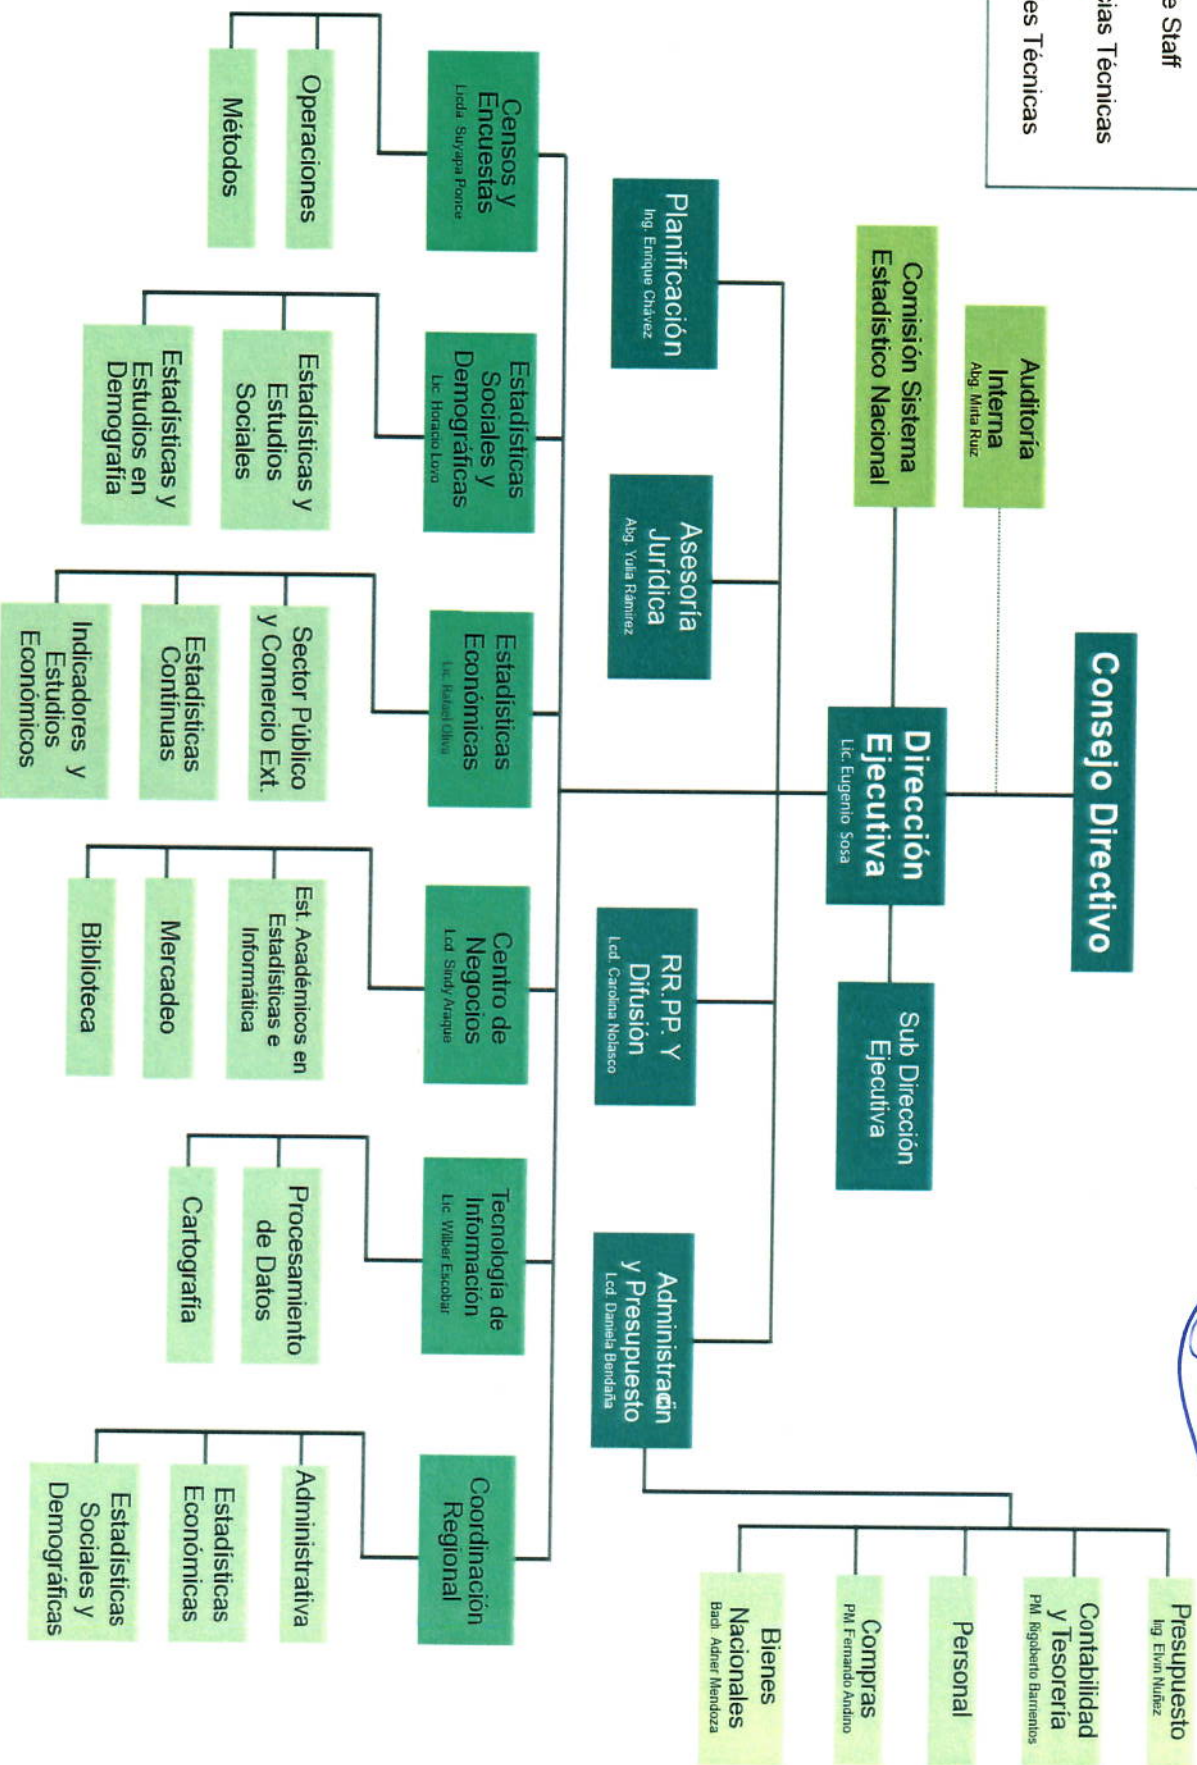 e Staff
ias Técnicas
es Técnicas
Consejo Directivo
Auditoría
Interna
Abg. Mirta Ruiz
Comisión Sistema
Estadístico Nacional
Dirección
Ejecutiva
Lic. Eugenio Sosa
Sub Dirección
Ejecutiva
Planificación
Ing. Enrique Chávez
Asesoría
Jurídica
Abg. Yulia Rámirez
RR.PP. Y
Difusión
Lcd. Carolina Nolasco
Administración
y Presupuesto
Lcd. Daniela Bendaña
Presupuesto
Ing. Elvin Nuñez
Contabilidad
y Tesorería
PM. Rigoberto Barrientos
Personal
Compras
PM Fernando Andino
Bienes
Nacionales
Bach. Adner Mendoza
Censos y
Encuestas
Licda. Suyapa Ponce
Operaciones
Métodos
Estadísticas
Sociales y
Demográficas
Lic. Horacio Lovo
Estadísticas y
Estudios
Sociales
Estadísticas y
Estudios en
Demografía
Estadísticas
Económicas
Lic. Rafael Oliva
Sector Público
y Comercio Ext.
Estadísticas
Contínuas
Indicadores y
Estudios
Económicos
Centro de
Negocios
Lcd. Sindy Araque
Est. Académicos en
Estadísticas e
Informática
Mercadeo
Biblioteca
Tecnología de
Información
Lic. Wilber Escobar
Procesamiento
de Datos
Cartografía
Coordinación
Regional
Administrativa
Estadísticas
Económicas
Estadísticas
Sociales y
Demográficas